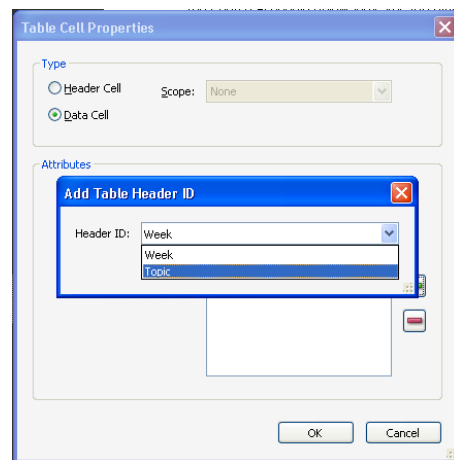 Table Cell Properties
Type
Header Cell Scope: None
Data Cell
Attributes
Add Table Header ID
Header ID: Week
Week
Topic
OK Cancel